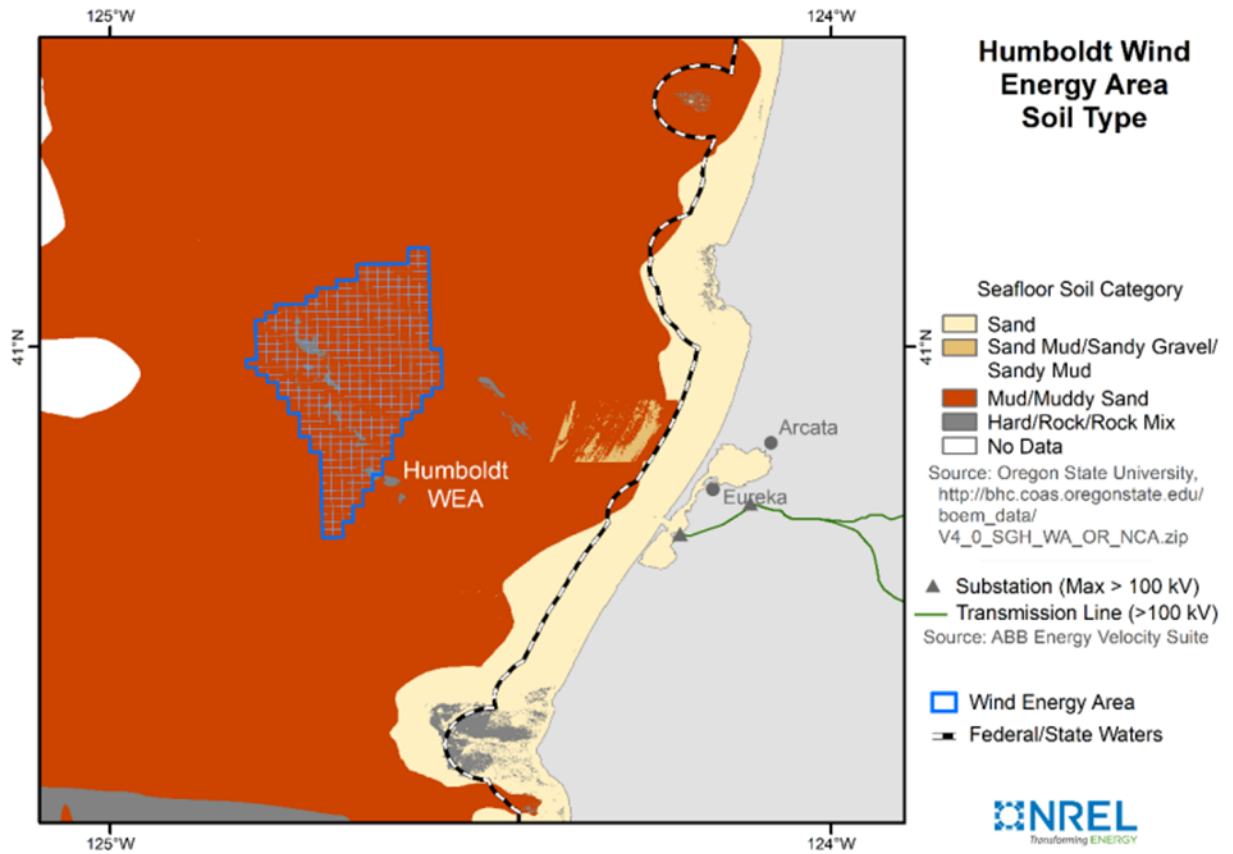 125°W
124°W
Humboldt Wind
Energy Area
Soil Type
41°N
41°N
Seafloor Soil Category
Sand
Sand Mud/Sandy Gravel/
Sandy Mud
Mud/Muddy Sand
Hard/Rock/Rock Mix
No Data
Arcata
Humboldt
WEA
Eureka
Source: Oregon State University,
http://bhc.coas.oregonstate.edu/
boem_data/
V4_0_SGH_WA_OR_NCA.zip
Substation (Max > 100 kV)
Transmission Line (>100 kV)
Source: ABB Energy Velocity Suite
Wind Energy Area
Federal/State Waters
NREL
Transforming ENERGY
125°W
124°W